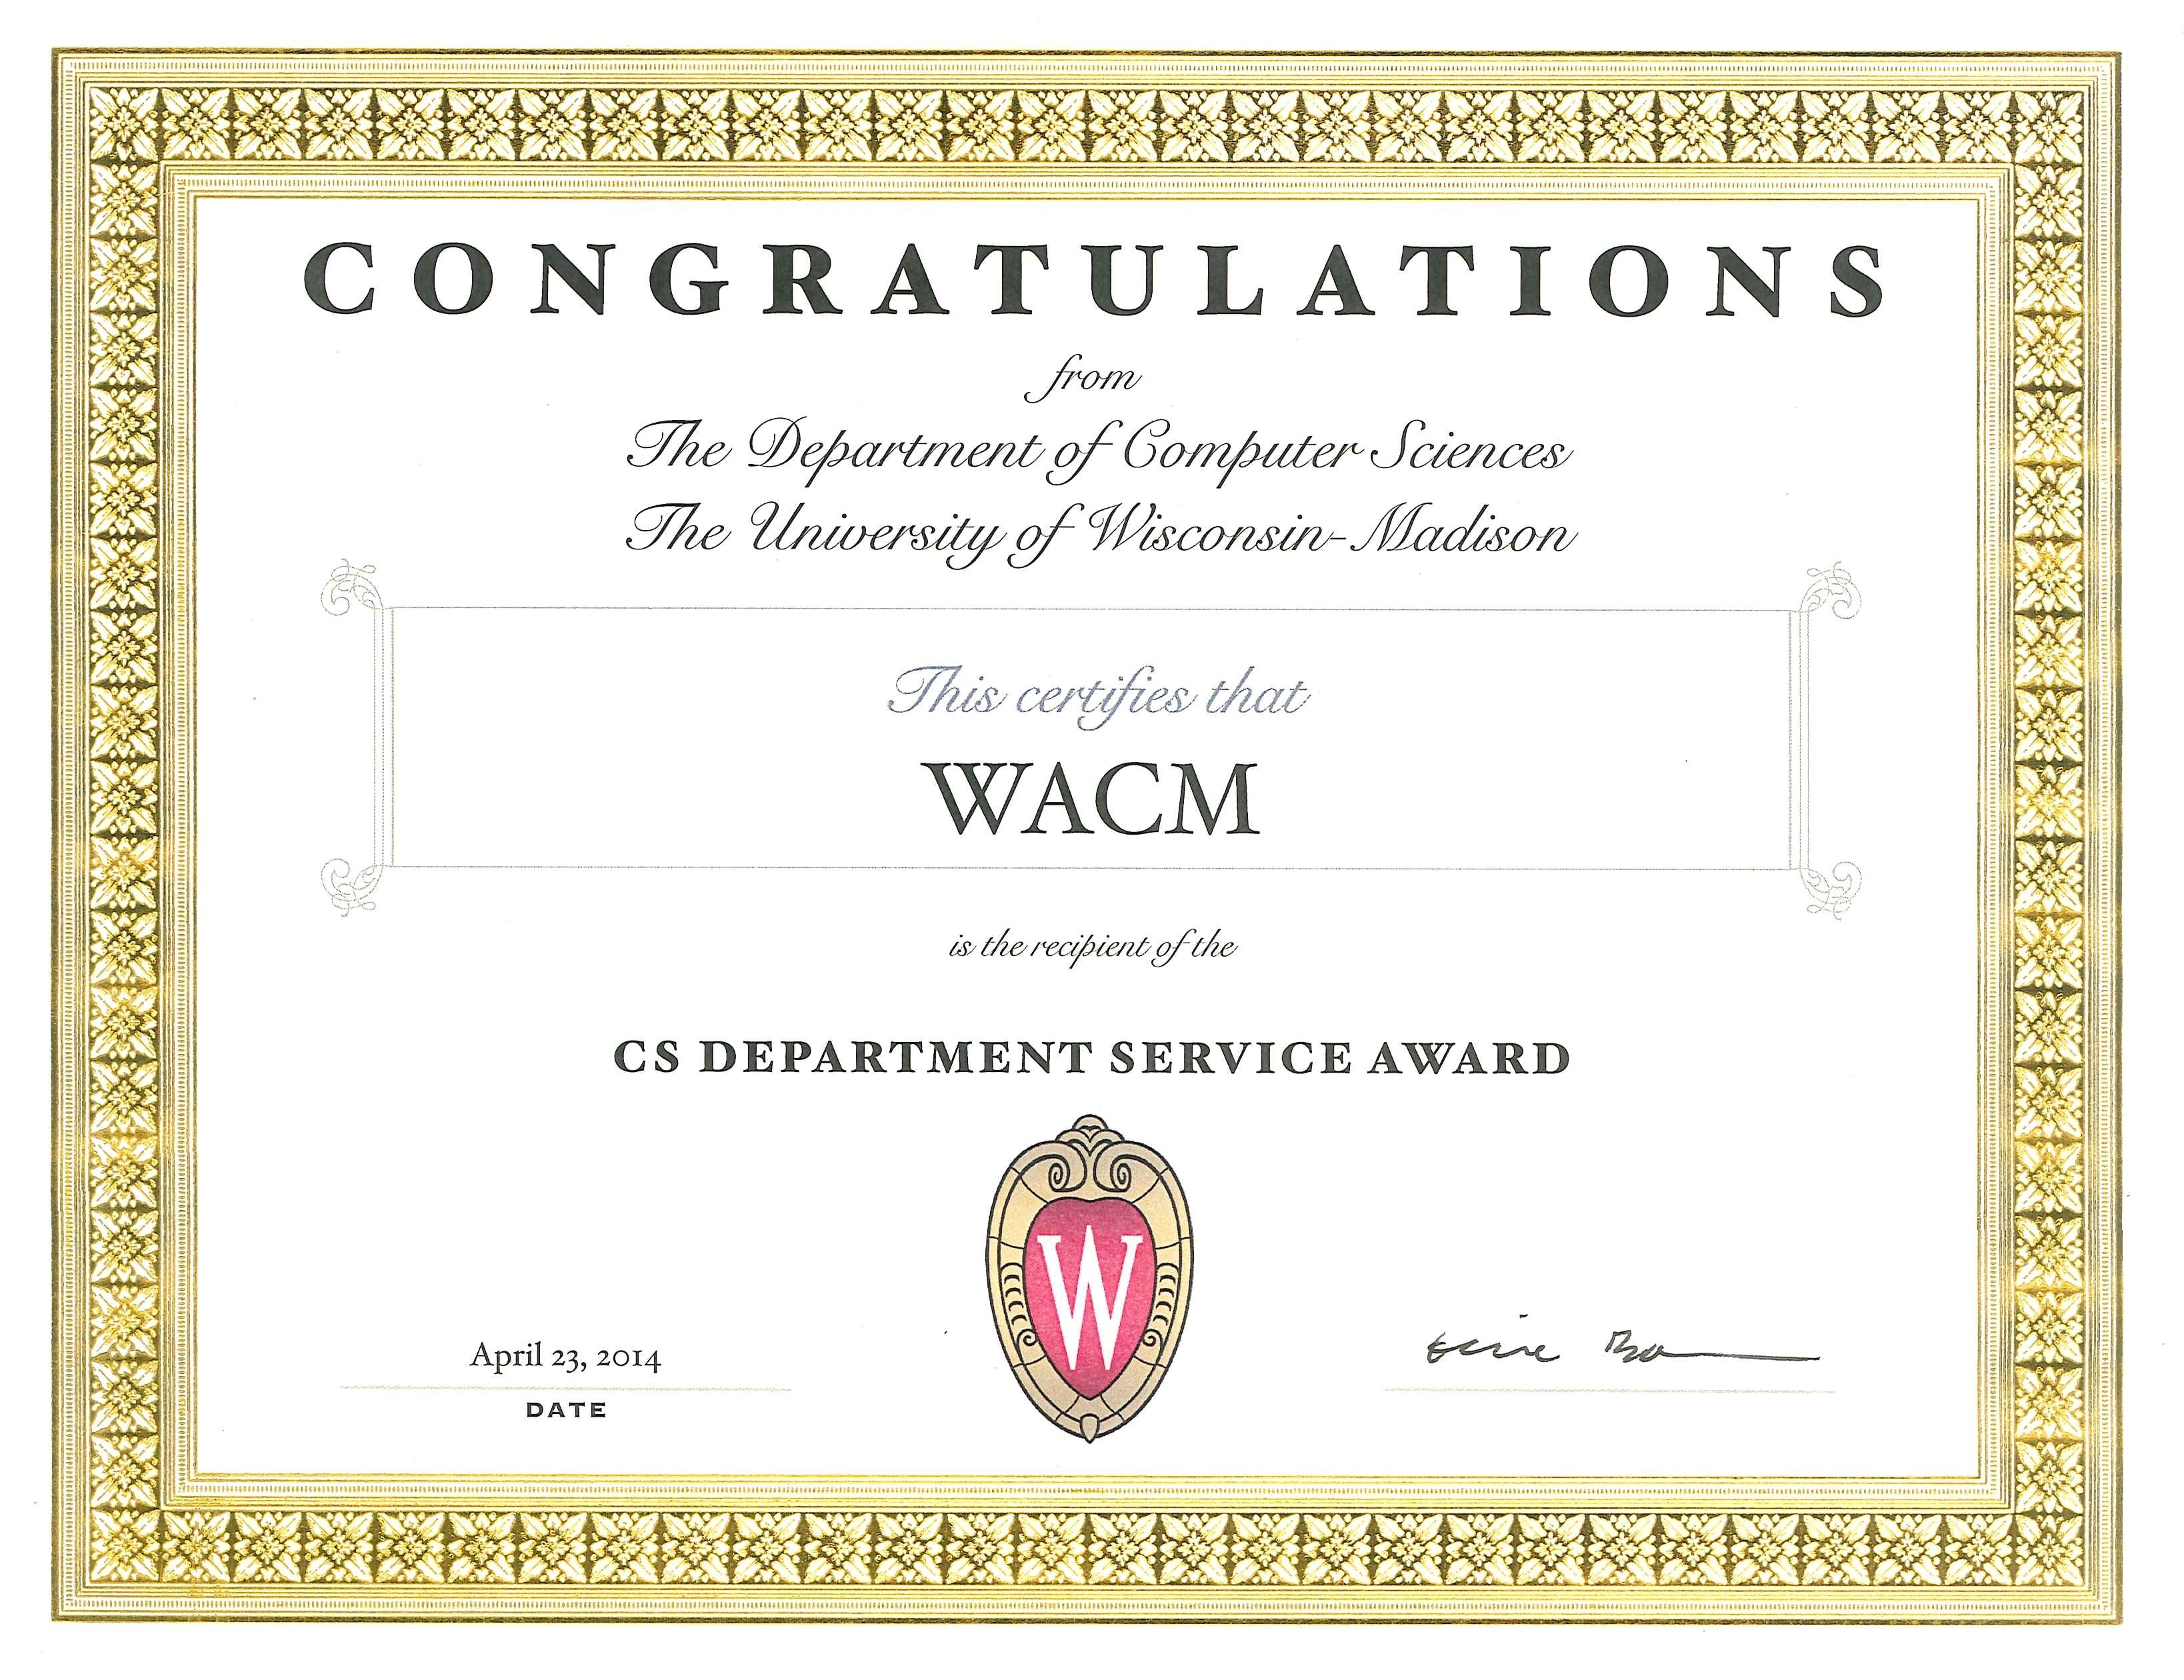 CONGRATULATIONS
from
The Department of Computer Sciences
The University of Wisconsin-Madison
This certifies that
WACM
is the recipient of the
CS DEPARTMENT SERVICE AWARD
W
April 23, 2014
DATE